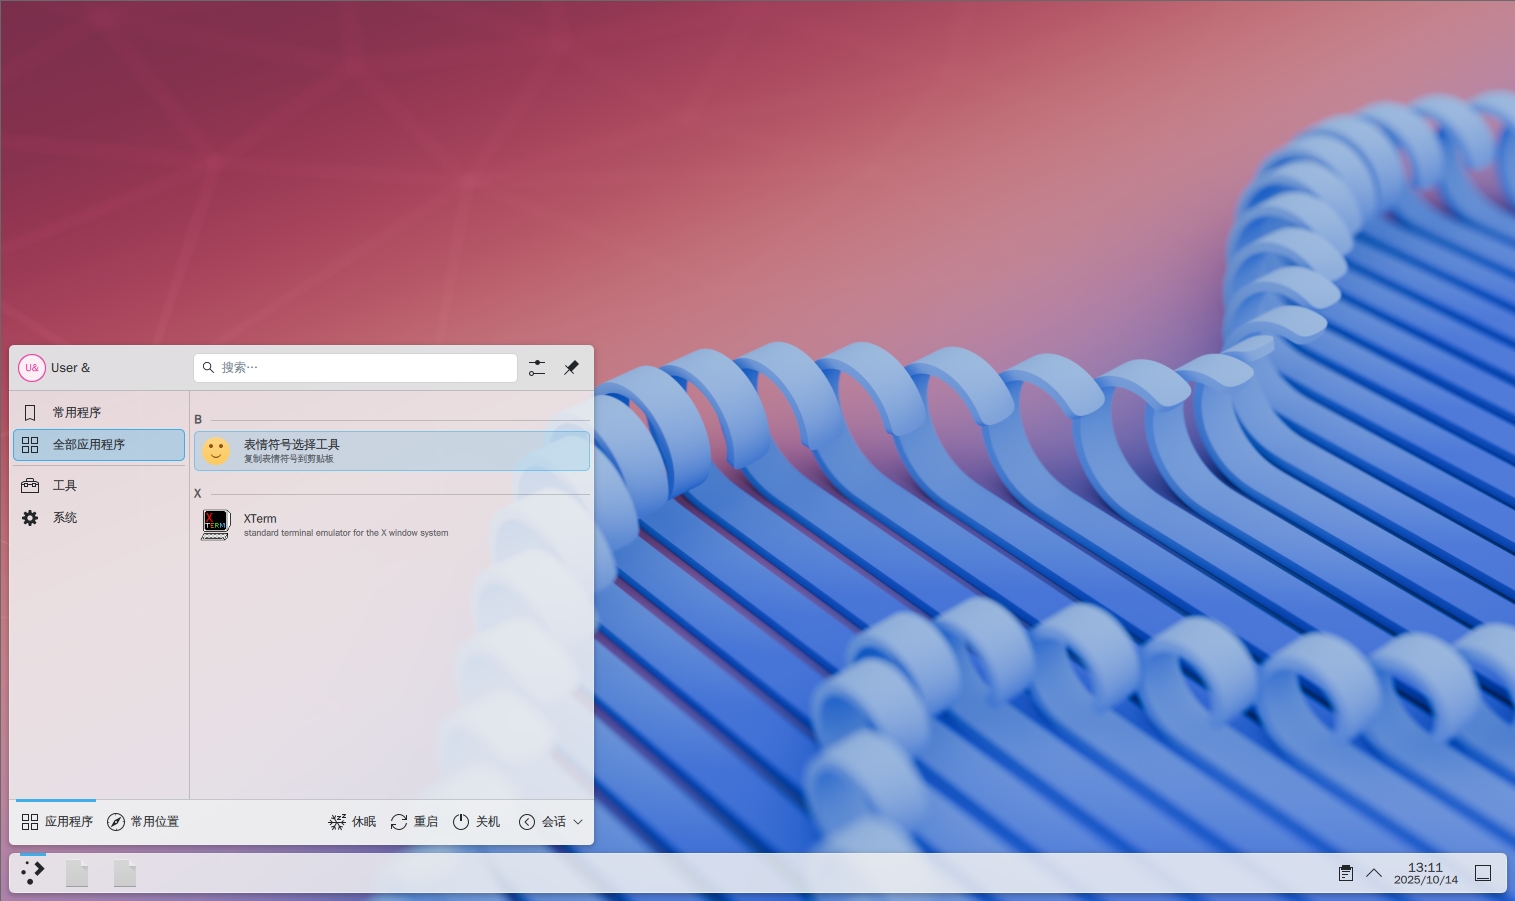 U&
User &
搜索…
常用程序
全部应用程序
工具
系统
B
表情符号选择工具
复制表情符号到剪贴板
X
X
TERM
XTerm
standard terminal emulator for the X window system
应用程序
常用位置
休眠
重启
关机
会话
13:11
2025/10/14